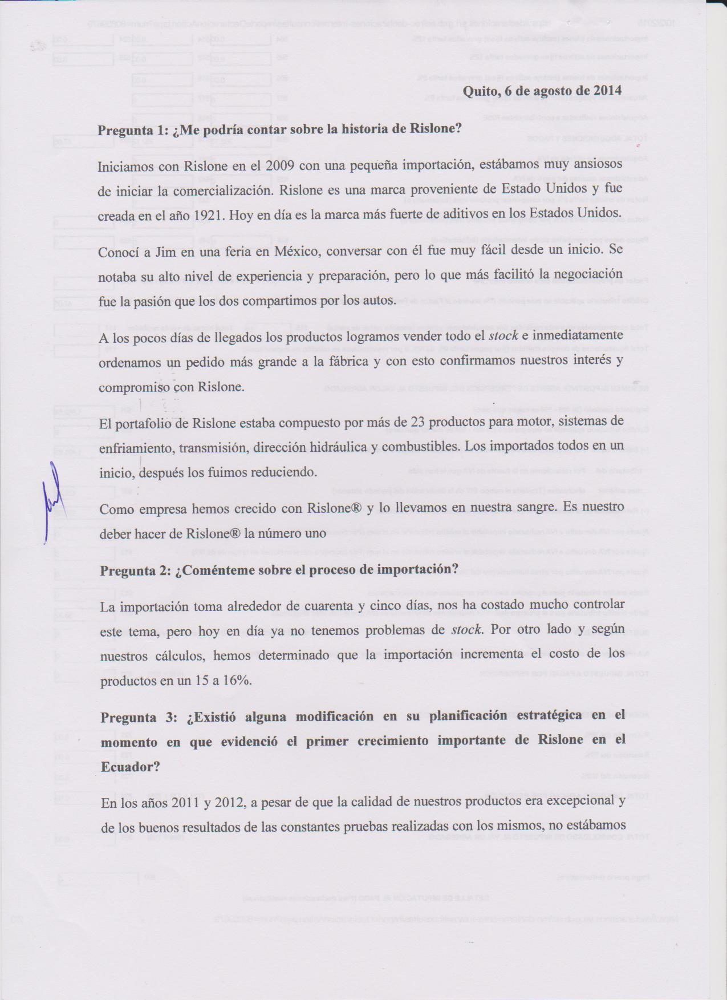 Quito, 6 de agosto de 2014
Pregunta 1: ¿Me podría contar sobre la historia de Rislone?
Iniciamos con Rislone en el 2009 con una pequeña importación, estábamos muy ansiosos
de iniciar la comercialización. Rislone es una marca proveniente de Estado Unidos y fue
creada en el año 1921. Hoy en día es la marca más fuerte de aditivos en los Estados Unidos.
Conocí a Jim en una feria en México, conversar con él fue muy fácil desde un inicio. Se
notaba su alto nivel de experiencia y preparación, pero lo que más facilitó la negociación
fue la pasión que los dos compartimos por los autos.
A los pocos días de llegados los productos logramos vender todo el stock e inmediatamente
ordenamos un pedido más grande a la fábrica y con esto confirmamos nuestros interés y
compromiso con Rislone.
El portafolio de Rislone estaba compuesto por más de 23 productos para motor, sistemas de
enfriamiento, transmisión, dirección hidráulica y combustibles. Los importados todos en un
inicio, después los fuimos reduciendo.
Como empresa hemos crecido con Rislone® y lo llevamos en nuestra sangre. Es nuestro
deber hacer de Rislone® la número uno
Pregunta 2: ¿Coménteme sobre el proceso de importación?
La importación toma alrededor de cuarenta y cinco días, nos ha costado mucho controlar
este tema, pero hoy en día ya no tenemos problemas de stock. Por otro lado y según
nuestros cálculos, hemos determinado que la importación incrementa el costo de los
productos en un 15 a 16%.
Pregunta 3: ¿Existió alguna modificación en su planificación estratégica en el
momento en que evidenció el primer crecimiento importante de Rislone en el
Ecuador?
En los años 2011 y 2012, a pesar de que la calidad de nuestros productos era excepcional y
de los buenos resultados de las constantes pruebas realizadas con los mismos, no estábamos